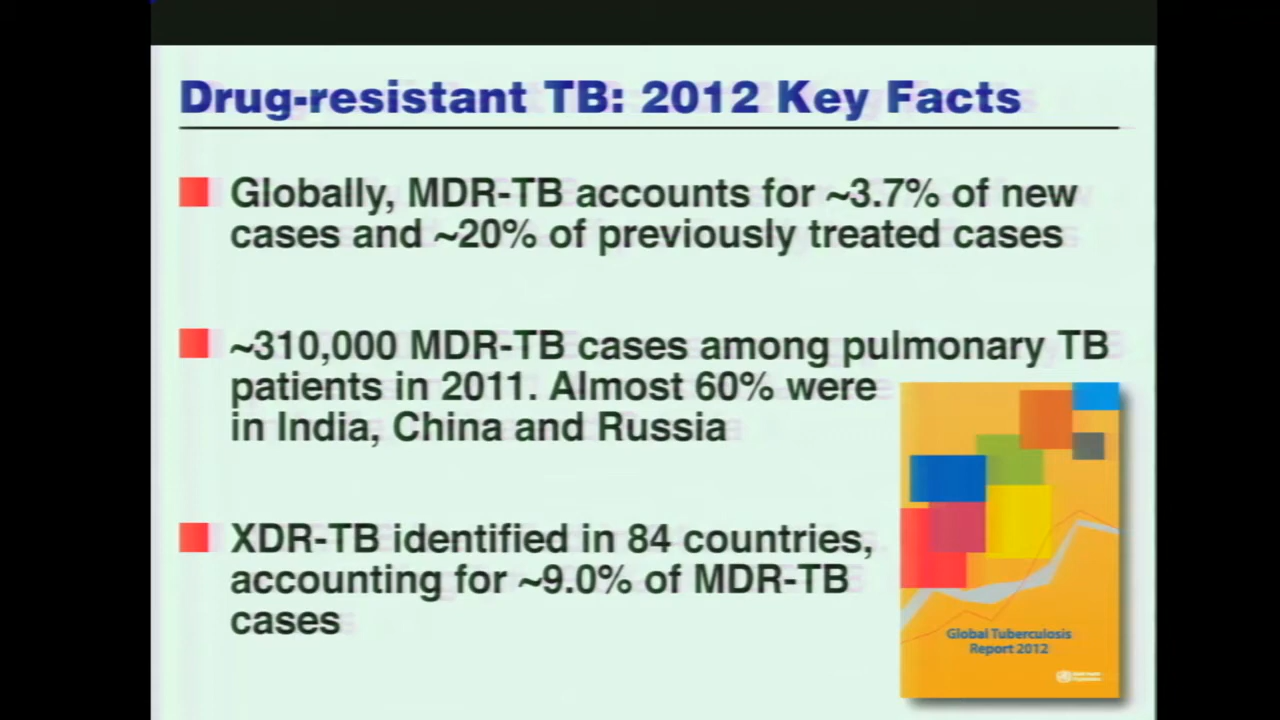 Drug-resistant TB: 2012 Key Facts
Globally, MDR-TB accounts for ~3.7% of new
cases and ~20% of previously treated cases
~310,000 MDR-TB cases among pulmonary TB
patients in 2011. Almost 60% were
in India, China and Russia
XDR-TB identified in 84 countries,
accounting for ~9.0% of MDR-TB
cases
Global Tuberculosis
Report 2012